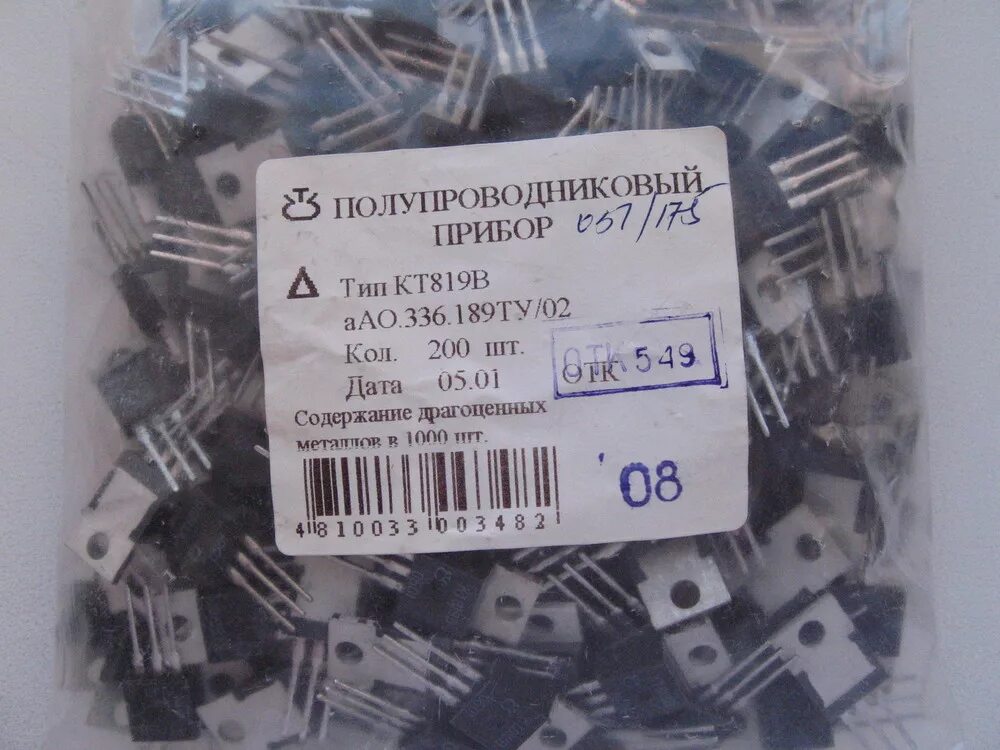 ПОЛУПРОВОДНИКОВЫЙ
ПРИБОР 057/175
Тип КТ819В
аАО.336.189ТУ/02
Кол. 200 шт.
Дата 05.01
ОТК 549
ОТК
Содержание драгоценных
металлов в 1000 шт.
'08
4 810033 003482